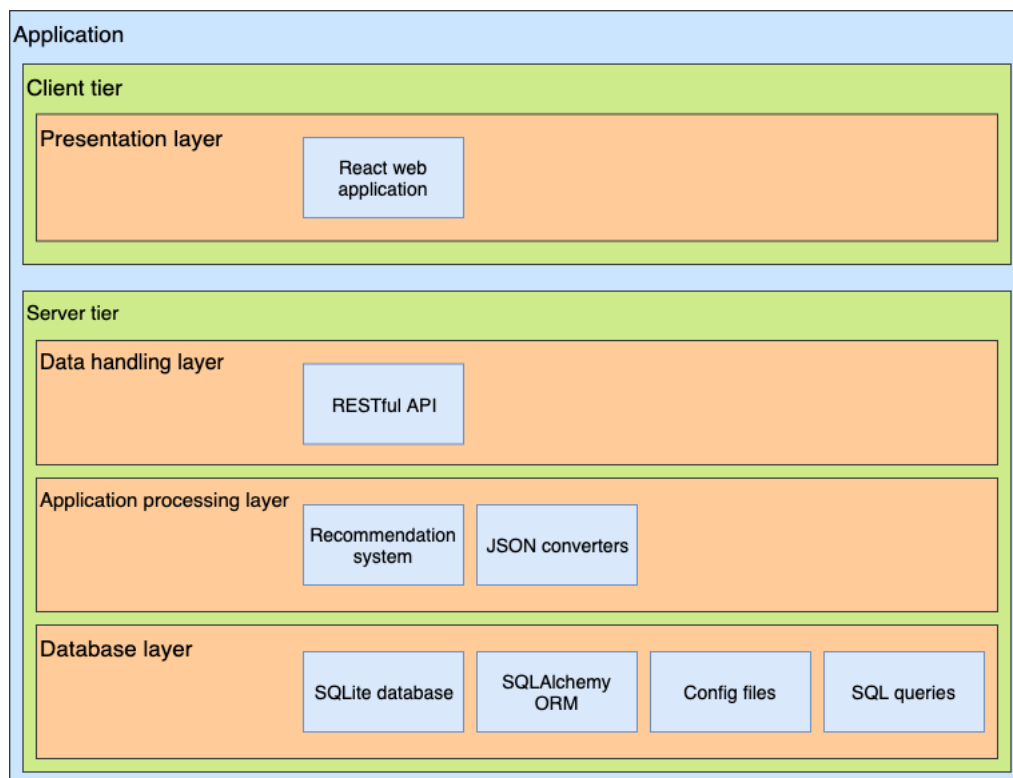 Application
Client tier
Presentation layer
React web
application
Server tier
Data handling layer
RESTful API
Application processing layer
Recommendation
system
JSON converters
Database layer
SQLite database
SQLAlchemy
ORM
Config files
SQL queries